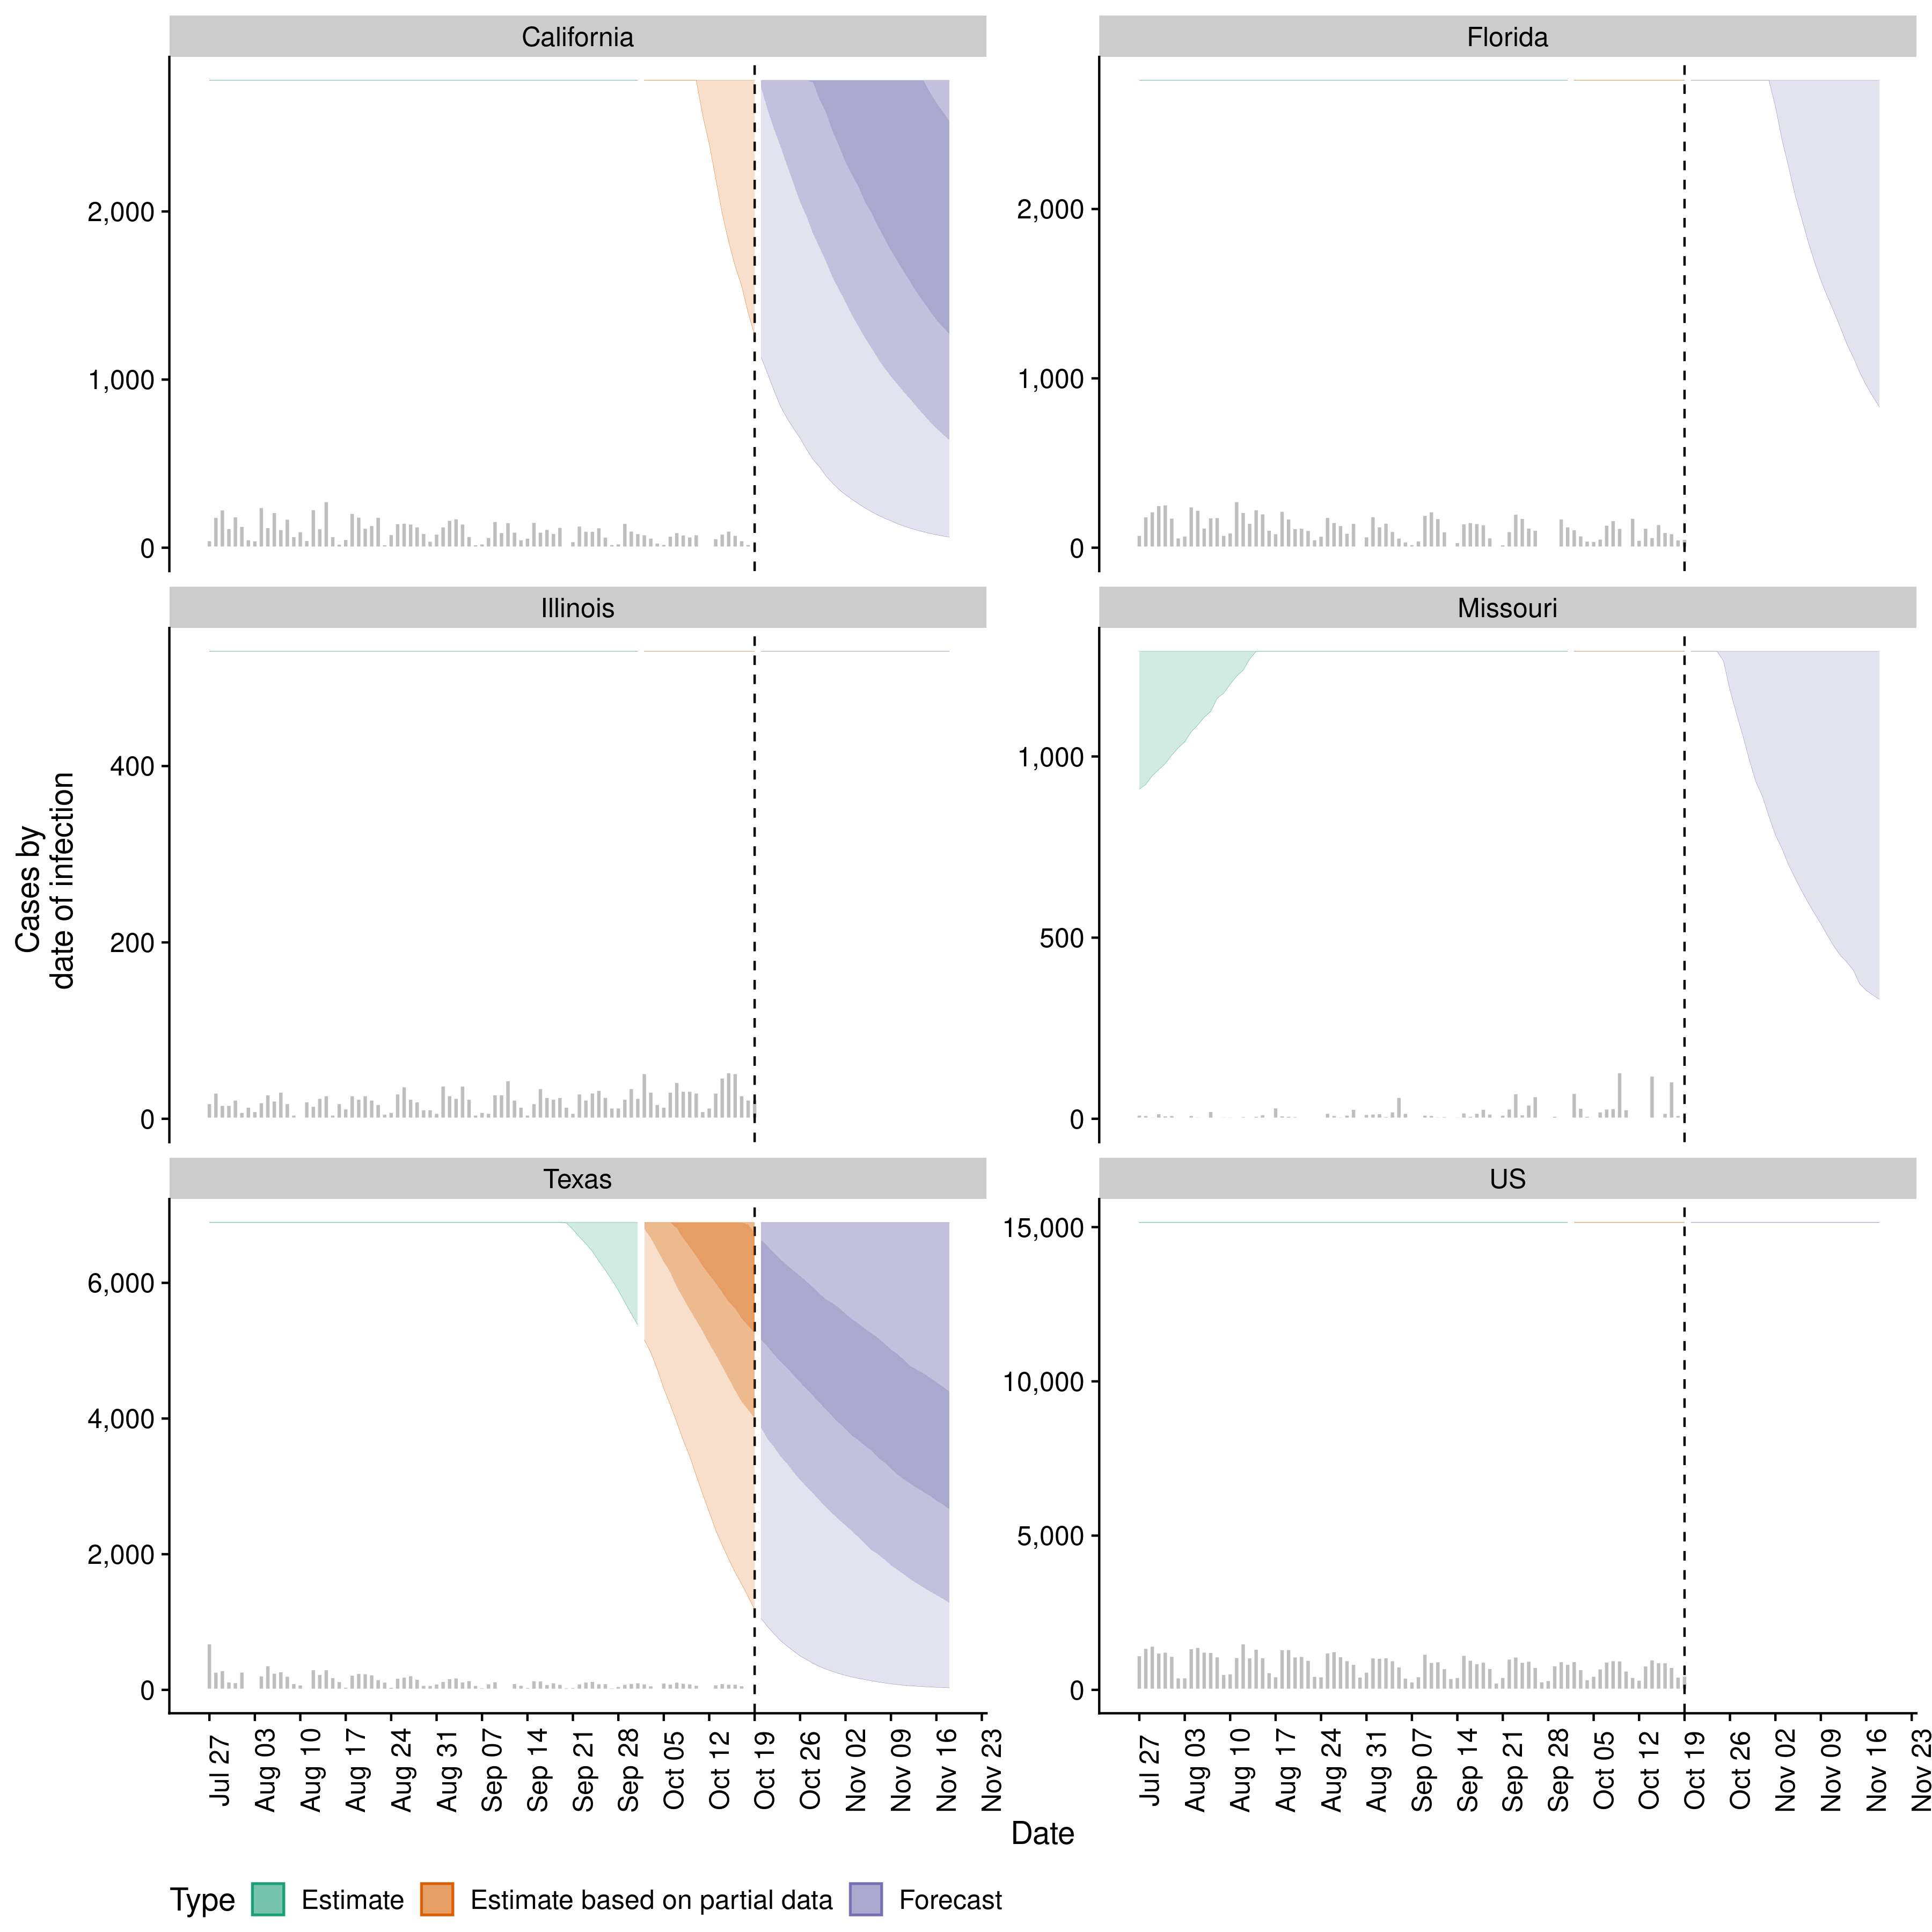 California
Florida
2,000
1,000
0
2,000
1,000
0
Illinois
Missouri
400
200
0
1,000
500
0
Cases by
date of infection
Texas
US
6,000
4,000
2,000
0
15,000
10,000
5,000
0
Jul 27
Aug 03
Aug 10
Aug 17
Aug 24
Aug 31
Sep 07
Sep 14
Sep 21
Sep 28
Oct 05
Oct 12
Oct 19
Oct 26
Nov 02
Nov 09
Nov 16
Nov 23
Jul 27
Aug 03
Aug 10
Aug 17
Aug 24
Aug 31
Sep 07
Sep 14
Sep 21
Sep 28
Oct 05
Oct 12
Oct 19
Oct 26
Nov 02
Nov 09
Nov 16
Nov 23
Date
Type Estimate Estimate based on partial data Forecast